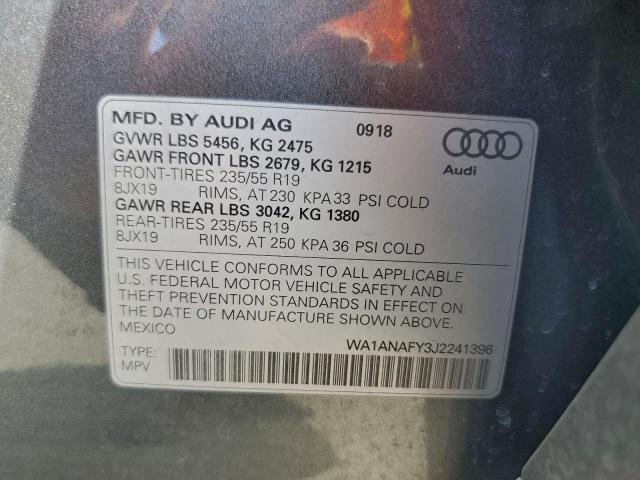 MFD. BY AUDI AG 0918
GVWR LBS 5456, KG 2475
GAWR FRONT LBS 2679, KG 1215
FRONT-TIRES 235/55 R19
8JX19 RIMS, AT 230 KPA 33 PSI COLD
GAWR REAR LBS 3042, KG 1380
REAR-TIRES 235/55 R19
8JX19 RIMS, AT 250 KPA 36 PSI COLD
Audi
THIS VEHICLE CONFORMS TO ALL APPLICABLE
U.S. FEDERAL MOTOR VEHICLE SAFETY AND
THEFT PREVENTION STANDARDS IN EFFECT ON
THE DATE OF MANUFACTURE SHOWN ABOVE.
MEXICO
WA1ANAFY3J2241396
TYPE:
MPV